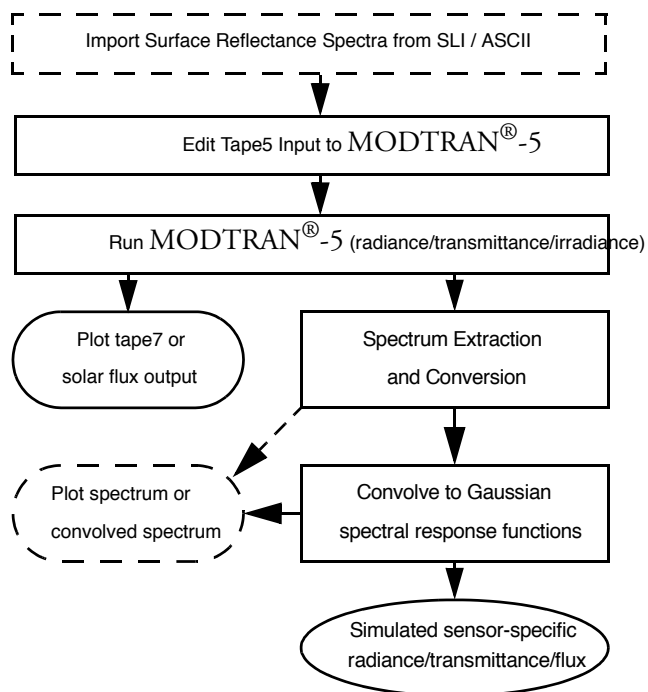 Import Surface Reflectance Spectra from SLI / ASCII
Edit Tape5 Input to MODTRAN®-5
Run MODTRAN®-5 (radiance/transmittance/irradiance)
Plot tape7 or
solar flux output
Spectrum Extraction
and Conversion
Plot spectrum or
convolved spectrum
Convolve to Gaussian
spectral response functions
Simulated sensor-specific
radiance/transmittance/flux